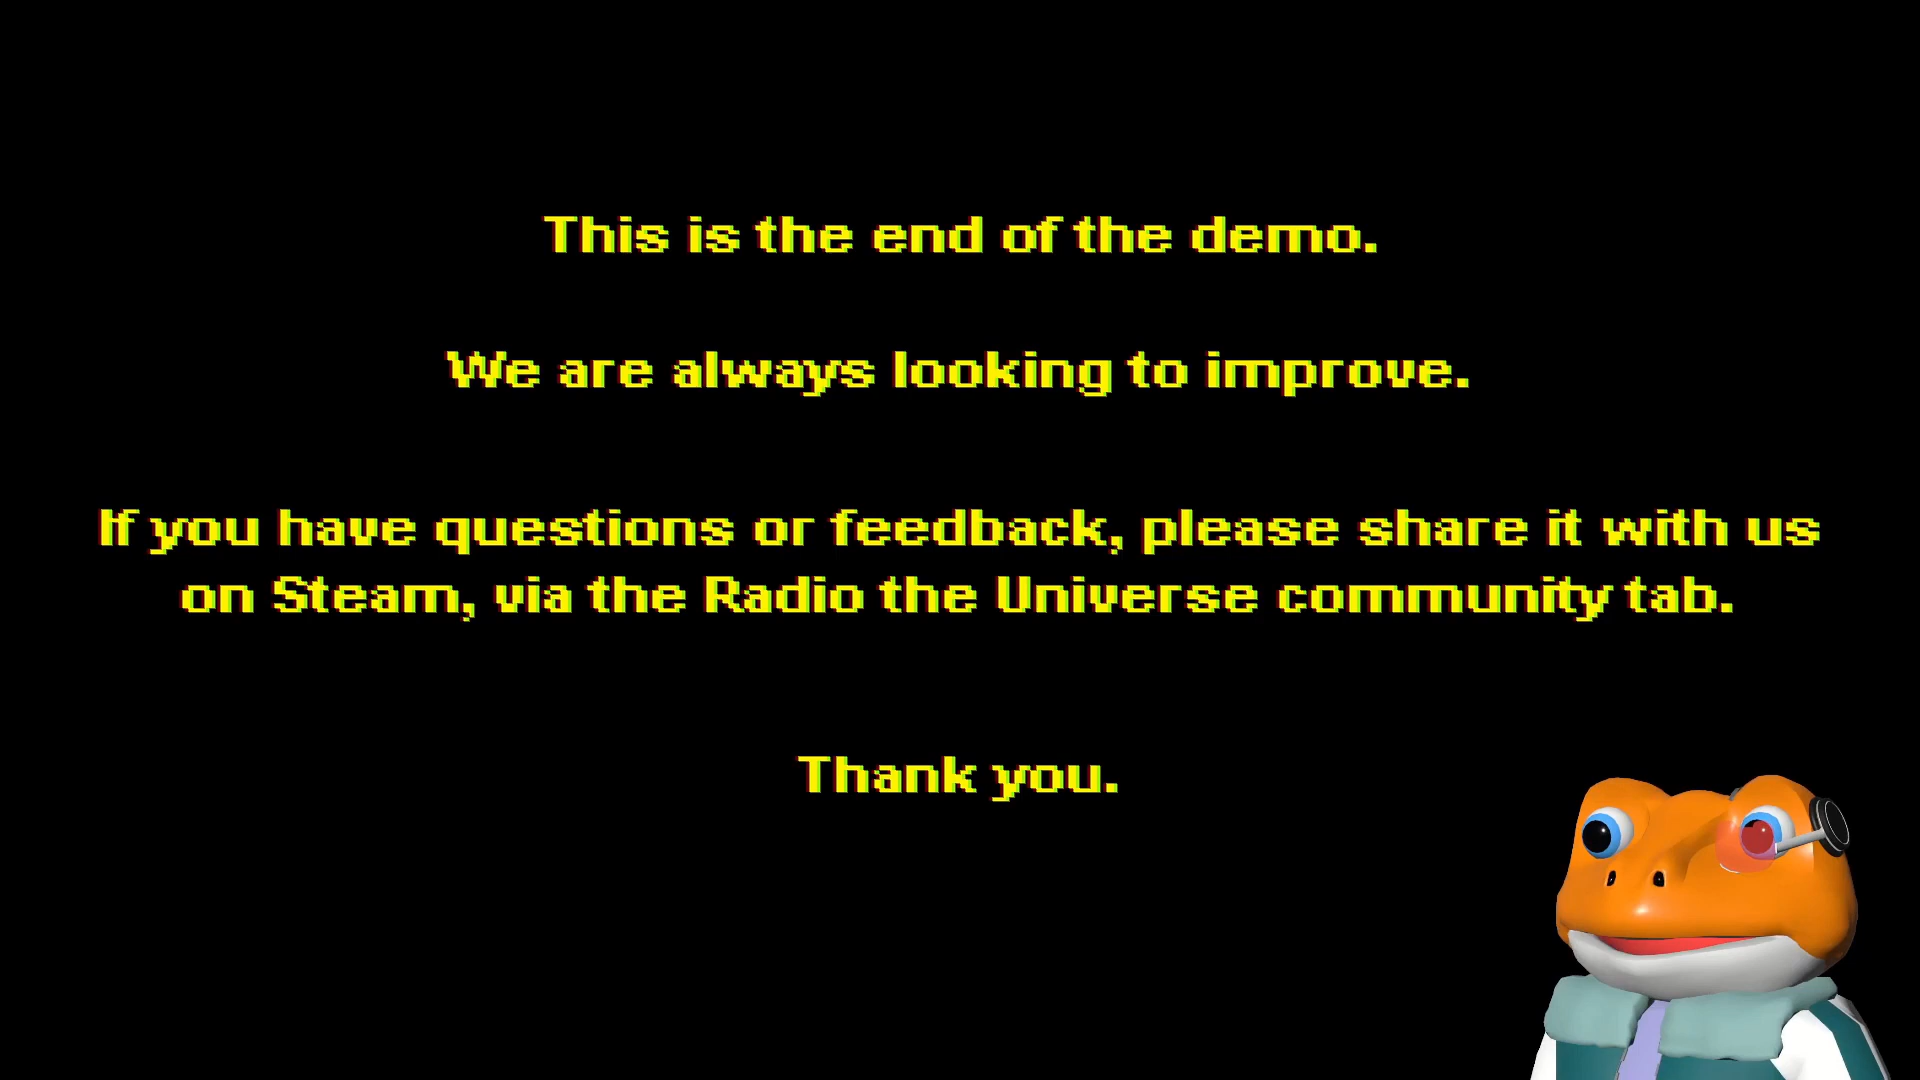 This is the end of the demo.
We are always looking to improve.
If you have questions or feedback, please share it with us
on Steam, via the Radio the Universe community tab.
Thank you.